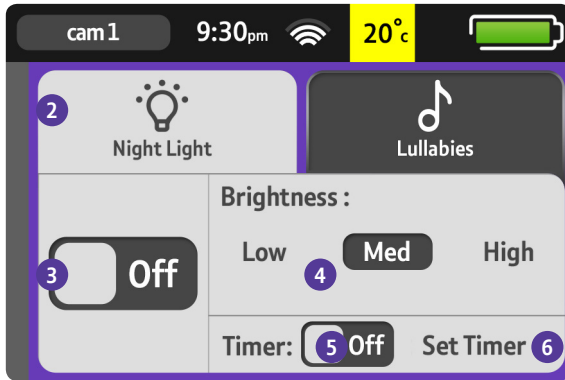 cam1 9:30pm 20°c
2
Night Light Lullabies
Brightness :
3 Off Low 4 Med High
Timer: 5 Off Set Timer 6